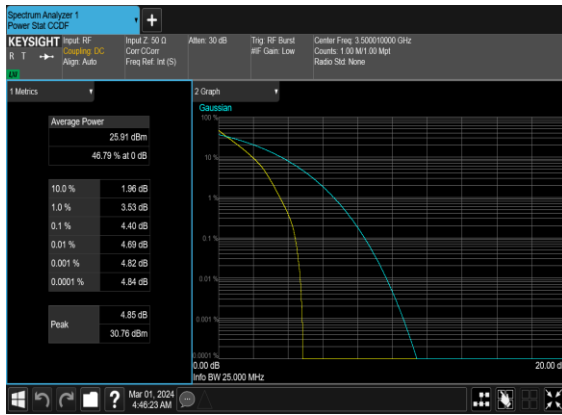 Spectrum Analyzer 1
Power Stat CCDF
+
KEYSIGHT
R T
LXI
Input: RF
Coupling: DC
Align: Auto
Input Z: 50 Ω
Corr CCorr
Freq Ref: Int (S)
Atten: 30 dB
Trig: RF Burst
#IF Gain: Low
Center Freq: 3.500010000 GHz
Counts: 1.00 M/1.00 Mpt
Radio Std: None
1 Metrics
Average Power
25.91 dBm
46.79 % at 0 dB
10.0 % 1.96 dB
1.0 % 3.53 dB
0.1 % 4.40 dB
0.01 % 4.69 dB
0.001 % 4.82 dB
0.0001 % 4.84 dB
Peak
4.85 dB
30.76 dBm
2 Graph
Gaussian
100 %
10 %
1 %
0.1 %
0.01 %
0.001 %
0.0001 %
0.00 dB
20.00 d
Info BW 25.000 MHz
?
Mar 01, 2024
4:46:23 AM